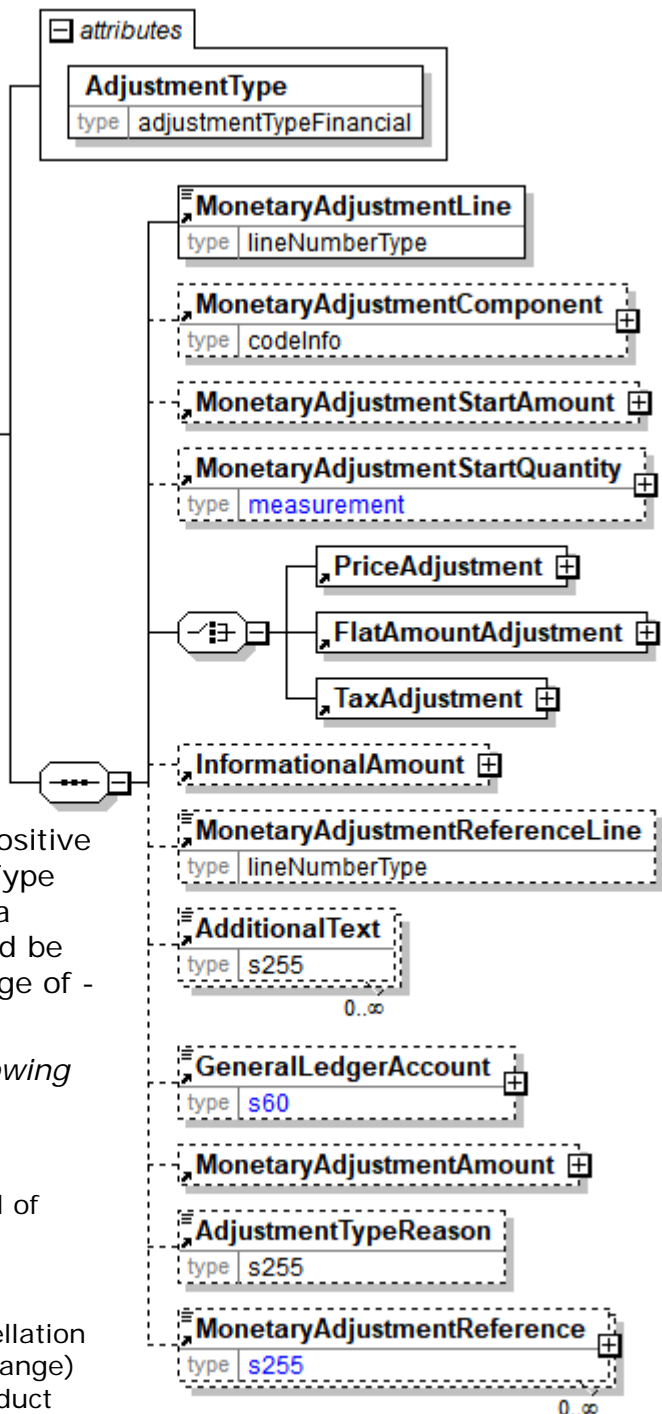 attributes
AdjustmentType
type adjustmentTypeFinancial
MonetaryAdjustmentLine
type lineNumberType
MonetaryAdjustmentComponent
type codeInfo
MonetaryAdjustmentStartAmount
MonetaryAdjustmentStartQuantity
type measurement
PriceAdjustment
FlatAmountAdjustment
TaxAdjustment
InformationalAmount
MonetaryAdjustmentReferenceLine
type lineNumberType
AdditionalText
type s255
0..∞
GeneralLedgerAccount
type s60
MonetaryAdjustmentAmount
AdjustmentTypeReason
type s255
MonetaryAdjustmentReference
type s255
0..∞
ositive
ype
a
d be
ge of -
owing
l of
ellation
ange)
duct